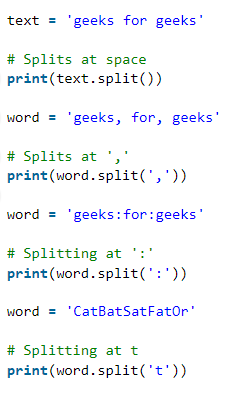 text = 'geeks for geeks'
# Splits at space
print(text.split())
word = 'geeks, for, geeks'
# Splits at ','
print(word.split(','))
word = 'geeks:for:geeks'
# Splitting at ':'
print(word.split(':'))
word = 'CatBatSatFatOr'
# Splitting at t
print(word.split('t'))